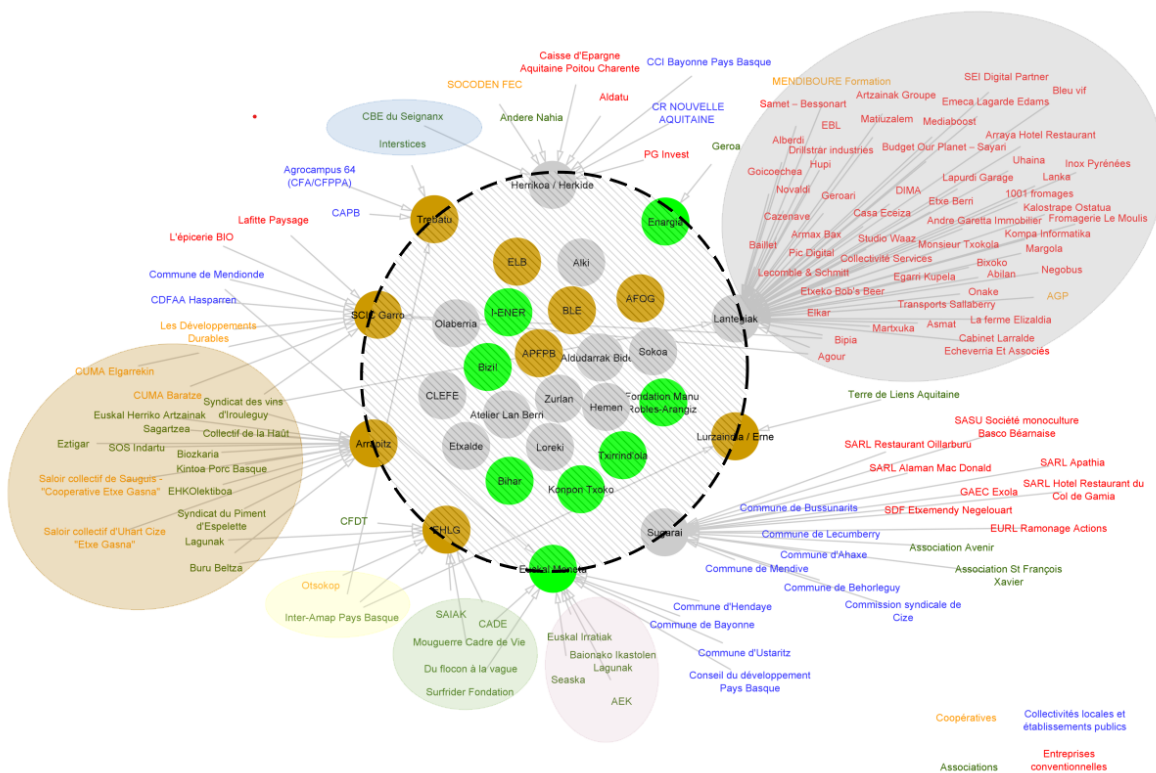 Caisse d'Epargne
Aquitaine Poitou Charente
CCI Bayonne Pays Basque
SOCODEN FEC
Aldatu
CR NOUVELLE
AQUITAINE
Andere Nahia
PG Invest
Geroa
CBE du Seignanx
Interstices
Agrocampus 64
(CFA/CFPPA)
CAPB
Lafitte Paysage
L'épicerie BIO
Commune de Mendionde
CDFAA Hasparren
Les Développements
Durables
CUMA Elgarrekin
CUMA Baratze
Syndicat des vins
d'Irouleguy
Euskal Herriko Artzainak
Sagartzea
Collectif de la Haût
Eztigar
SOS Indartu
Biozkaria
Kintoa Porc Basque
Saloir collectif de Sauguis -
"Cooperative Etxe Gasna"
EHKOlektiboa
Syndicat du Piment
d'Espelette
Saloir collectif d'Uhart Cize
"Etxe Gasna"
Lagunak
Buru Beltza
MENDIBOURE Formation
SEI Digital Partner
Bleu vif
Artzainak Groupe
Samet – Bessonart
Emeca Lagarde Edams
EBL
Matiuzalem
Mediaboost
Alberdi
Arraya Hotel Restaurant
Drillstrar industries
Budget Our Planet – Sayari
Hupi
Uhaina
Inox Pyrénées
Goicoechea
Lapurdi Garage
Lanka
Novaldi
Geroari
DIMA
1001 fromages
Etxe Berri
Kalostrape Ostatua
Cazenave
Casa Eceiza
Andre Garetta Immobilier
Fromagerie Le Moulis
Armax Bax
Studio Waaz
Kompa Informatika
Baillet
Monsieur Txokola
Margola
Pic Digital
Collectivité Services
Bixoko
Lecomble & Schmitt
Egarri Kupela
Abilan
Negobus
Etxeko Bob's Beer
Onake
AGP
Elkar
Transports Sallaberry
Martxuka
Asmat
La ferme Elizaldia
Bipia
Cabinet Larralde
Echeverria Et Associés
Agour
Herrikoa / Herkide
Trebatu
Enargia
SCIC Garro
Lantegiak
Arrapitz
Lurzaindia / Erne
EHLG
Sugarai
Euskal Moneta
ELB
Alki
AFOG
I-ENER
BLE
Olaberria
APFPB
Aldudarrak Bide
Sokoa
Bizi!
CLEFE
Zurlan
Fondation Manu
Robles-Arangiz
Atelier Lan Berri
Hemen
Etxalde
Loreki
Txirrind'ola
Bihar
Konpon Txoko
CFDT
Otsokop
Inter-Amap Pays Basque
SAIAK
CADE
Mouguerre Cadre de Vie
Du flocon à la vague
Surfrider Fondation
Euskal Irratiak
Baionako Ikastolen
Lagunak
Seaska
AEK
Terre de Liens Aquitaine
SASU Société monoculture
Basco Béarnaise
SARL Restaurant Oillarburu
SARL Alaman Mac Donald
SARL Apathia
GAEC Exola
SARL Hotel Restaurant du
Col de Gamia
SDF Etxemendy Negelouart
Commune de Bussunarits
EURL Ramonage Actions
Commune de Lecumberry
Association Avenir
Commune d'Ahaxe
Commune de Mendive
Association St François
Xavier
Commune de Behorleguy
Commission syndicale de
Cize
Commune d'Hendaye
Commune de Bayonne
Commune d'Ustaritz
Conseil du développement
Pays Basque
Coopératives
Collectivités locales et
établissements publics
Associations
Entreprises
conventionnelles